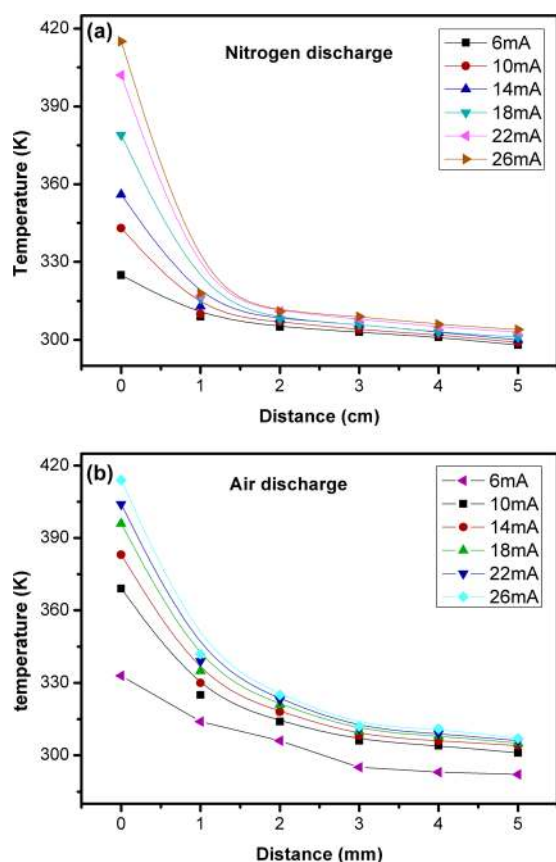 (a)
Nitrogen discharge
6mA
10mA
14mA
18mA
22mA
26mA
Temperature (K)
420
390
360
330
300
0 1 2 3 4 5
Distance (cm)
(b)
Air discharge
6mA
10mA
14mA
18mA
22mA
26mA
temperature (K)
420
390
360
330
300
0 1 2 3 4 5
Distance (mm)